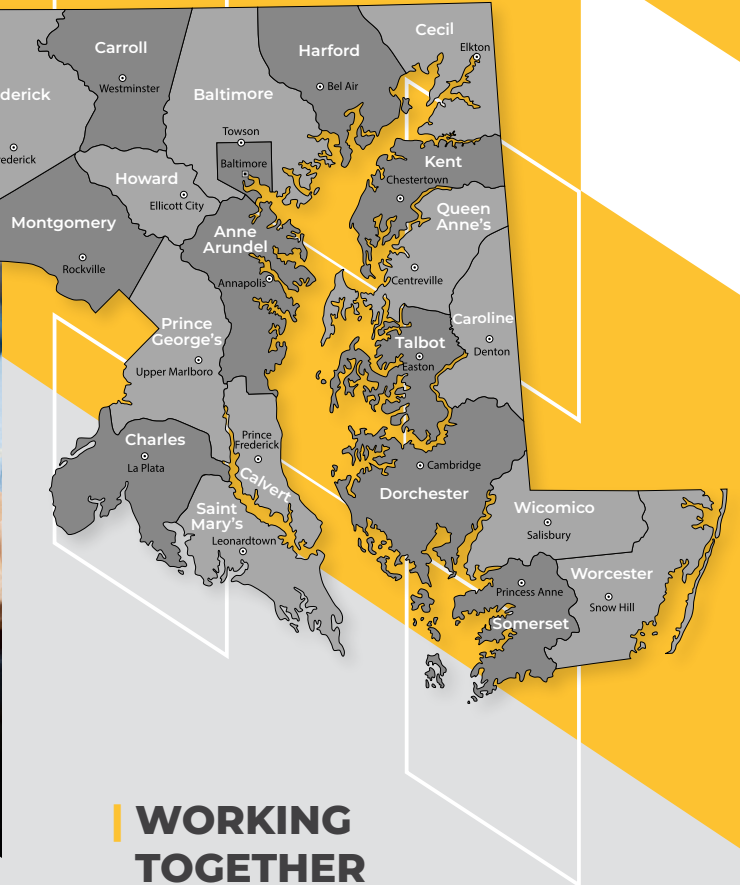 Cecil
Carroll
Harford
Elkton
Westminster
Bel Air
derick
Baltimore
Towson
ederick
Baltimore
Kent
Howard
Chestertown
Ellicott City
Queen
Anne's
Montgomery
Anne
Arundel
Rockville
Annapolis
Centreville
Caroline
Prince
George's
Talbot
Denton
Easton
Upper Marlboro
Charles
Prince
Frederick
La Plata
Cambridge
Calvert
Dorchester
Saint
Mary's
Wicomico
Leonardtown
Salisbury
Worcester
Princess Anne
Snow Hill
Somerset
WORKING
TOGETHER